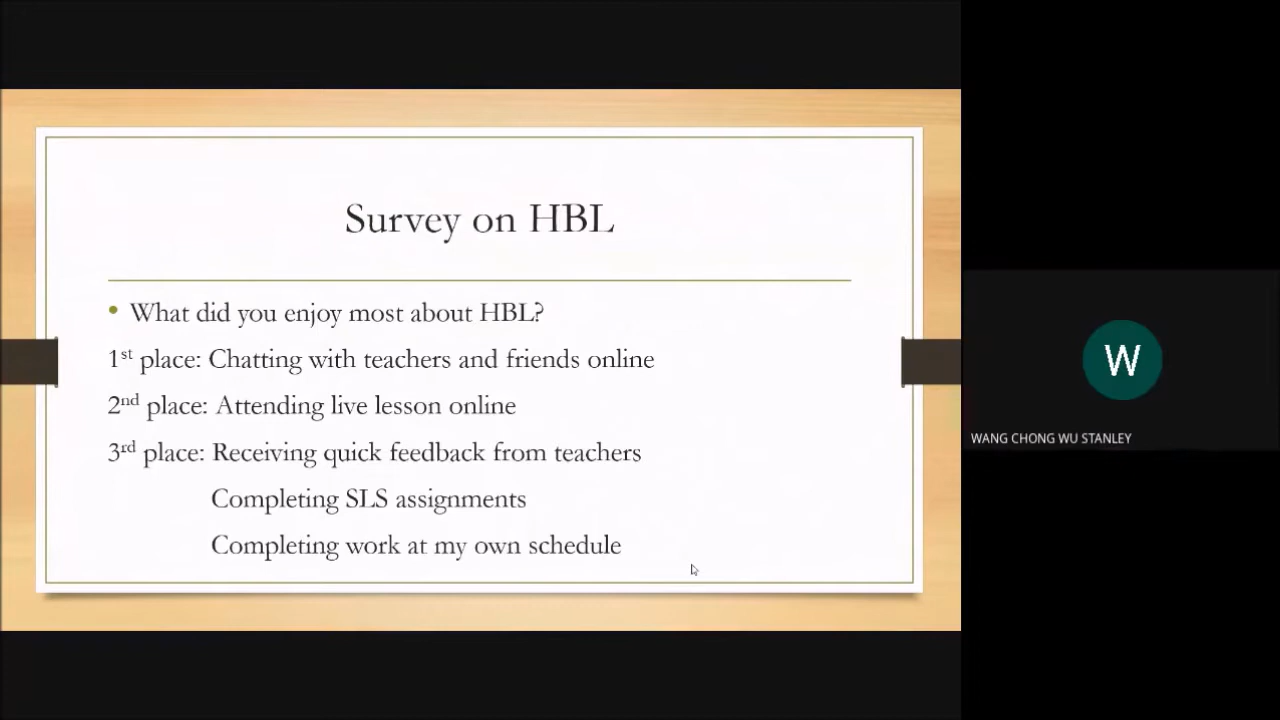 Survey on HBL
• What did you enjoy most about HBL?
1st place: Chatting with teachers and friends online
2nd place: Attending live lesson online
3rd place: Receiving quick feedback from teachers
Completing SLS assignments
Completing work at my own schedule
W
WANG CHONG WU STANLEY